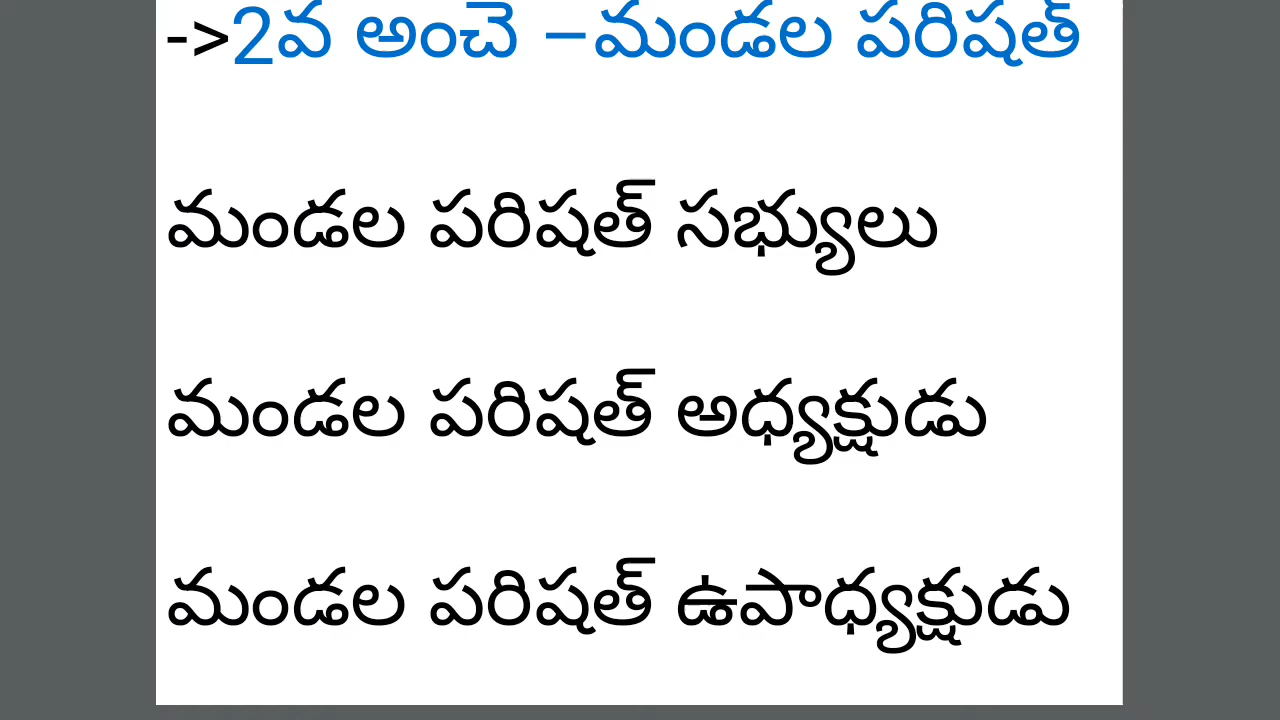 ->2వ అంచె –మండల పరిషత్
మండల పరిషత్ సభ్యులు
మండల పరిషత్ అధ్యక్షుడు
మండల పరిషత్ ఉపాధ్యక్షుడు